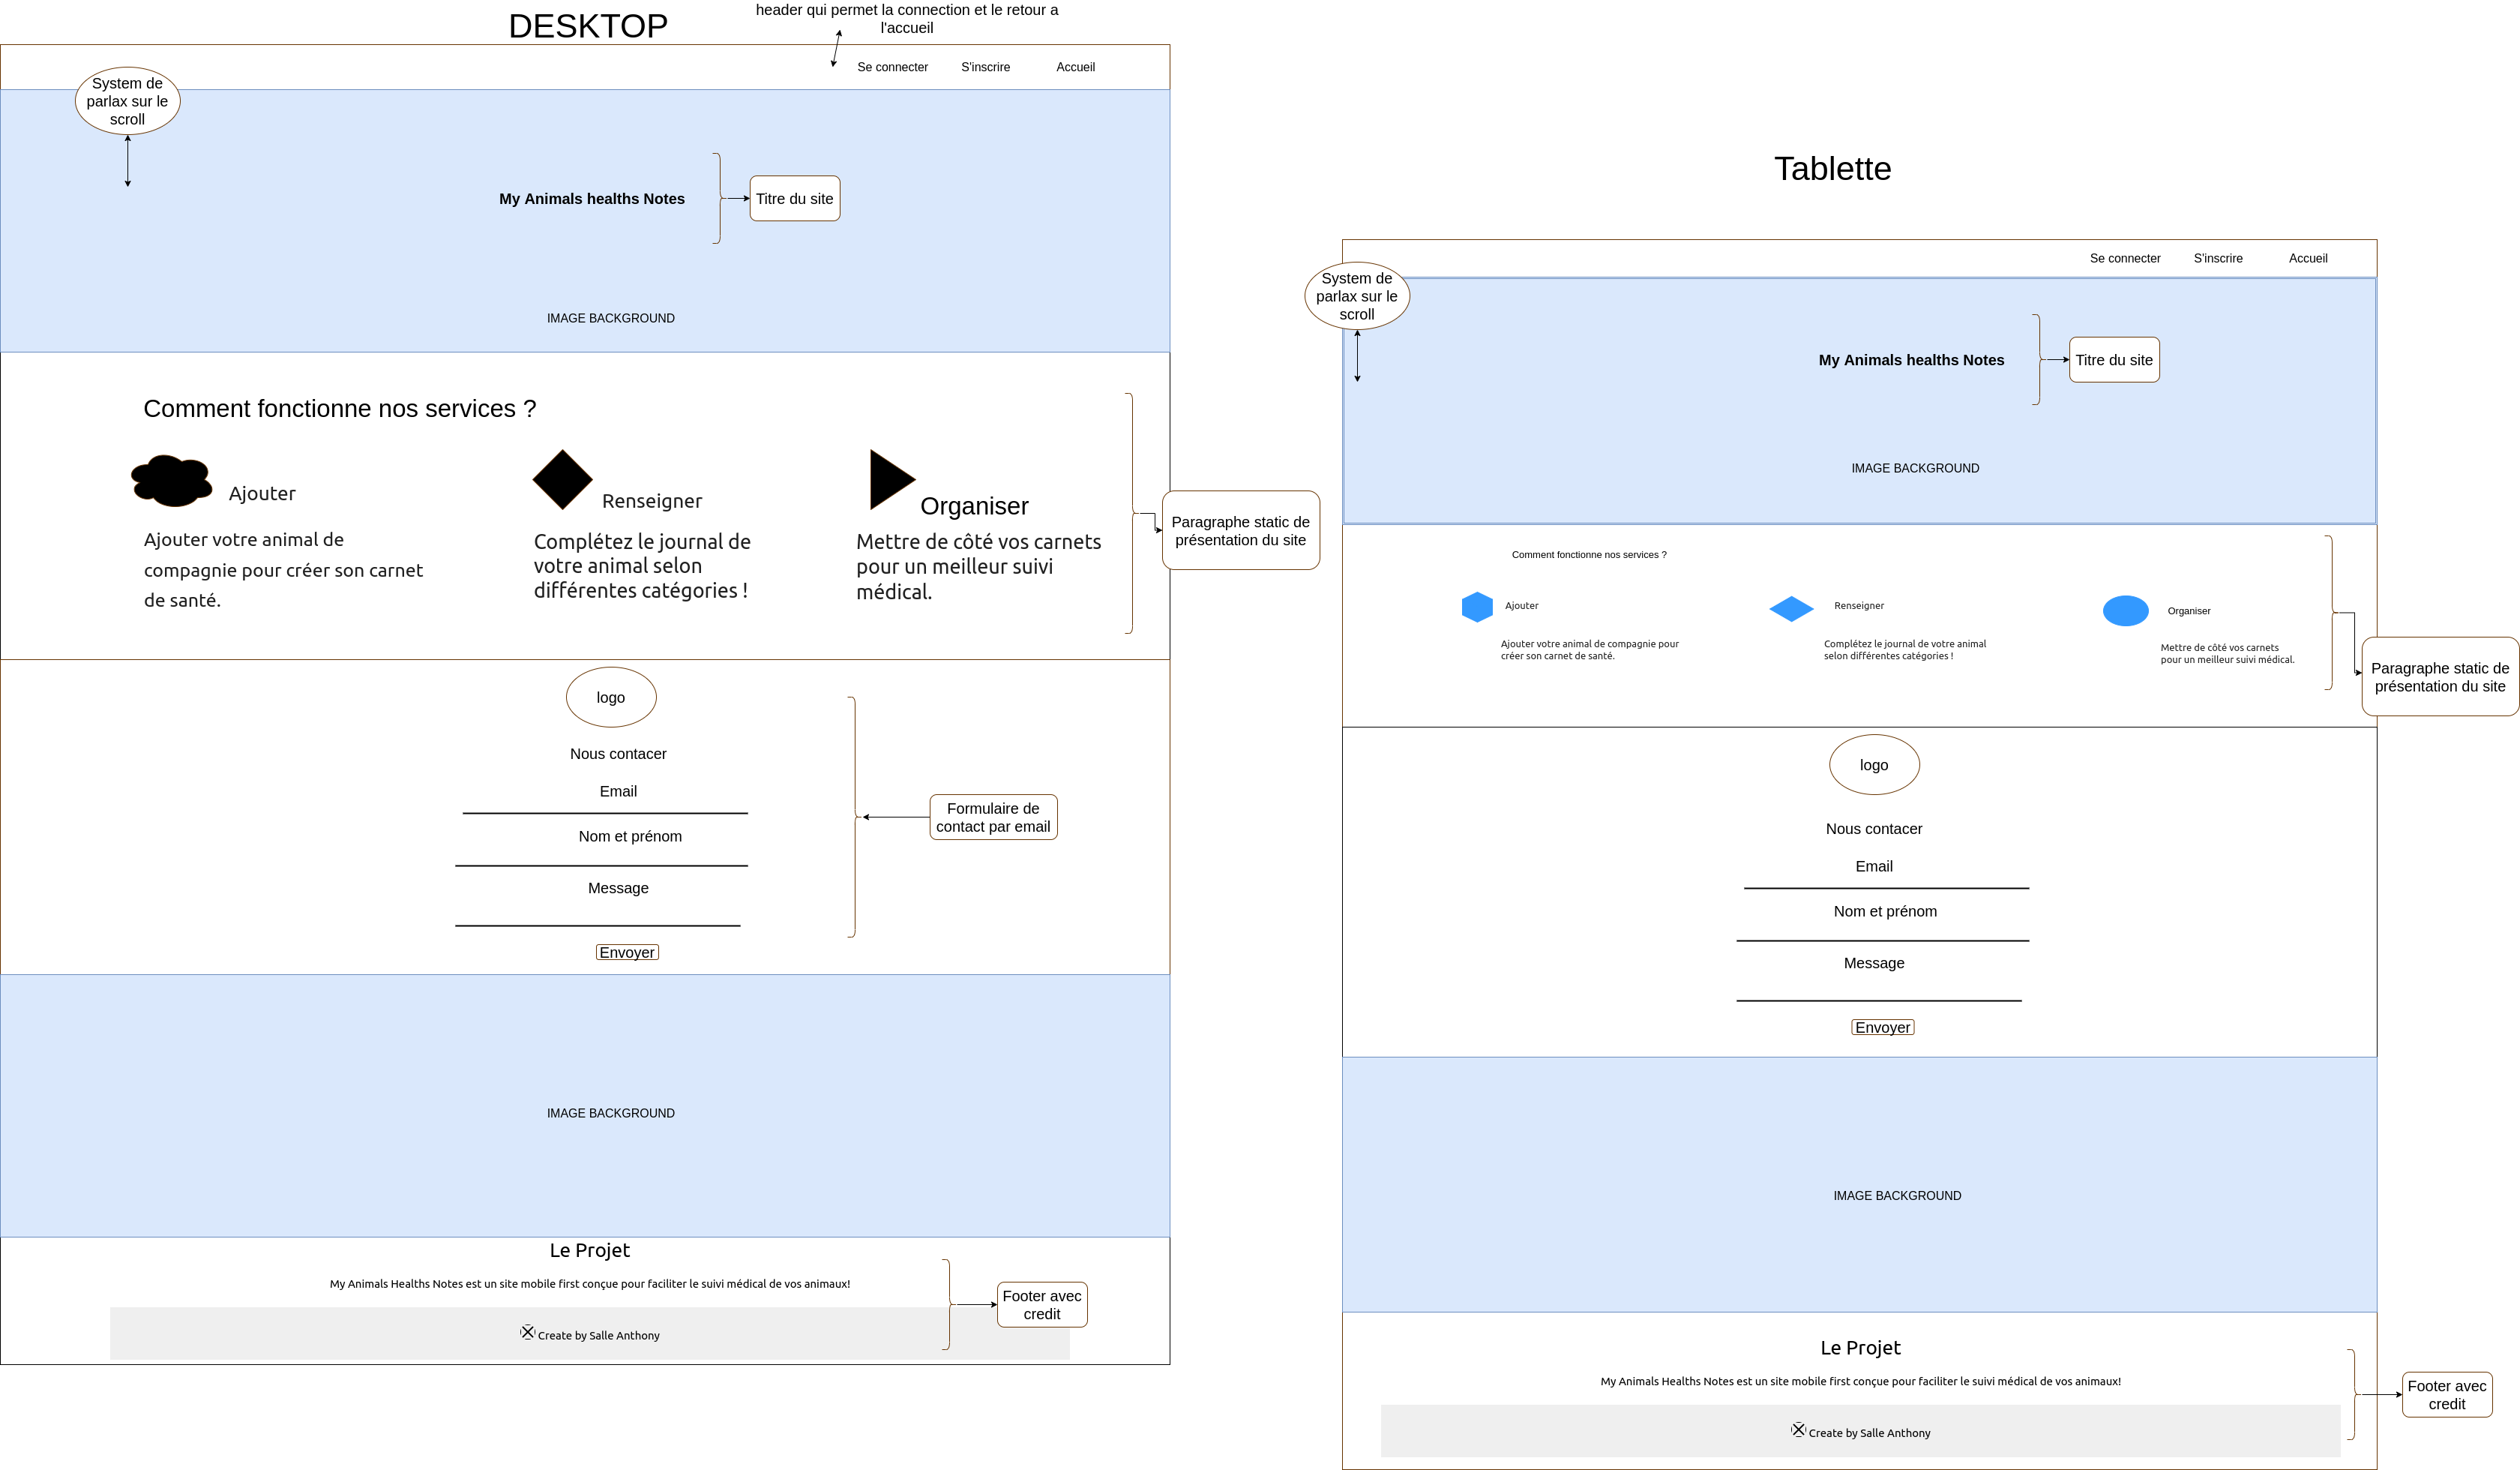 DESKTOP
header qui permet la connection et le retour a
l'accueil
Se connecter
S'inscrire
Accueil
System de
parlax sur le
scroll
My Animals healths Notes
Titre du site
IMAGE BACKGROUND
Comment fonctionne nos services ?
Ajouter
Renseigner
Organiser
Ajouter votre animal de
compagnie pour créer son carnet
de santé.
Complétez le journal de
votre animal selon
différentes catégories !
Mettre de côté vos carnets
pour un meilleur suivi
médical.
Paragraphe static de
présentation du site
logo
Nous contacer
Email
Nom et prénom
Message
Envoyer
Formulaire de
contact par email
IMAGE BACKGROUND
Le Projet
My Animals Healths Notes est un site mobile first conçue pour faciliter le suivi médical de vos animaux!
Create by Salle Anthony
Footer avec
credit
Tablette
Se connecter
S'inscrire
Accueil
System de
parlax sur le
scroll
My Animals healths Notes
Titre du site
IMAGE BACKGROUND
Comment fonctionne nos services ?
Ajouter
Renseigner
Organiser
Ajouter votre animal de compagnie pour
créer son carnet de santé.
Complétez le journal de votre animal
selon différentes catégories !
Mettre de côté vos carnets
pour un meilleur suivi médical.
Paragraphe static de
présentation du site
logo
Nous contacer
Email
Nom et prénom
Message
Envoyer
IMAGE BACKGROUND
Le Projet
My Animals Healths Notes est un site mobile first conçue pour faciliter le suivi médical de vos animaux!
Create by Salle Anthony
Footer avec
credit